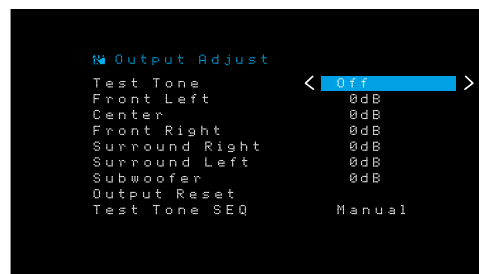 Output Adjust
Test Tone < Off >
Front Left 0dB
Center 0dB
Front Right 0dB
Surround Right 0dB
Surround Left 0dB
Subwoofer 0dB
Output Reset
Test Tone SEQ Manual